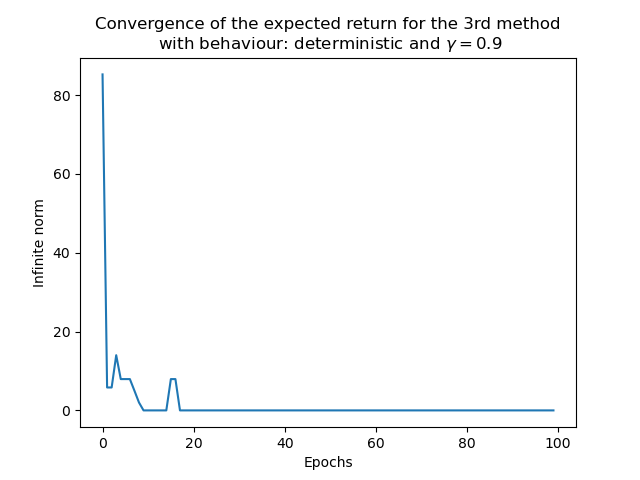 Convergence of the expected return for the 3rd method
with behaviour: deterministic and γ = 0.9
80
60
40
20
0
Infinite norm
0 20 40 60 80 100
Epochs